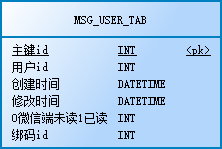 MSG_USER_TAB
主键id INT <pk>
用户id INT
创建时间 DATETIME
修改时间 DATETIME
0微信端未读1已读 INT
绑码id INT